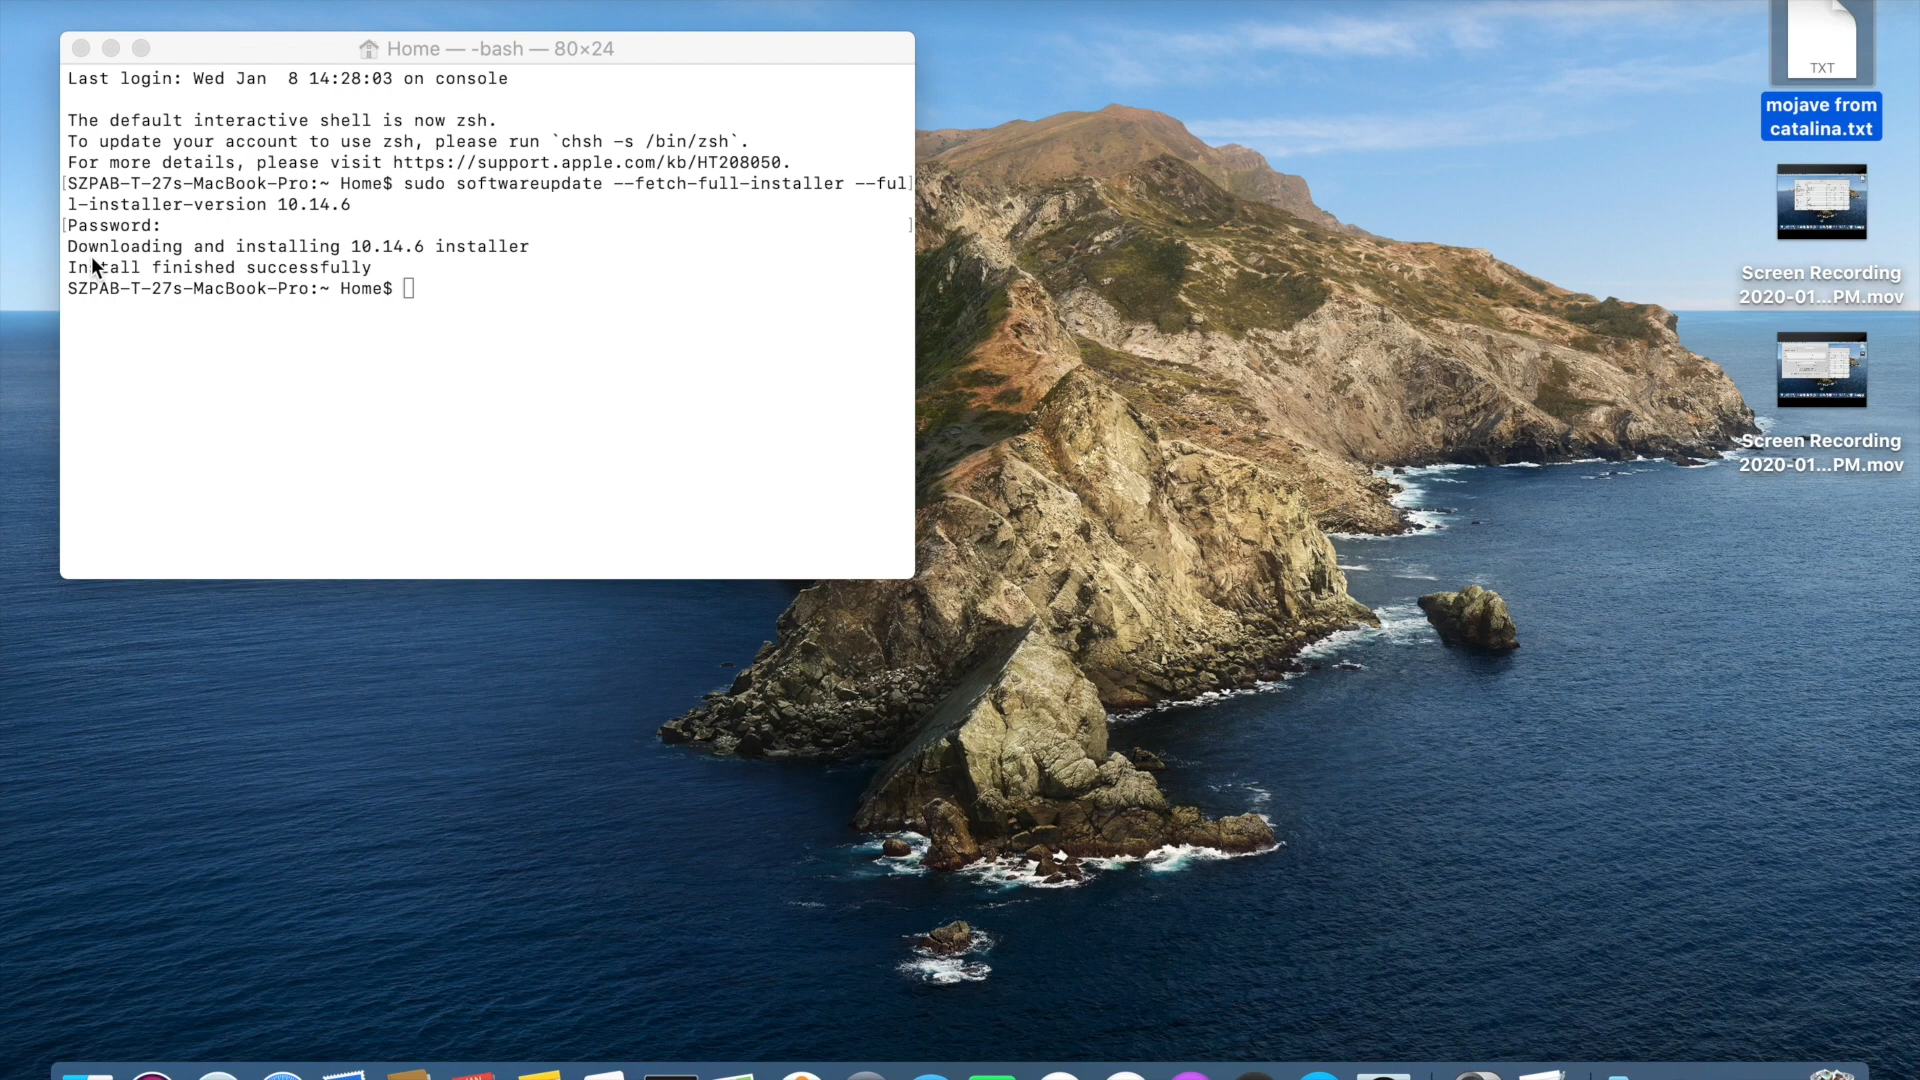 Home — -bash — 80×24
Last login: Wed Jan  8 14:28:03 on console
The default interactive shell is now zsh.
To update your account to use zsh, please run `chsh -s /bin/zsh`.
For more details, please visit https://support.apple.com/kb/HT208050.
[SZPAB-T-27s-MacBook-Pro:~ Home$ sudo softwareupdate --fetch-full-installer --ful]
l-installer-version 10.14.6
[Password: ]
Downloading and installing 10.14.6 installer
Install finished successfully
SZPAB-T-27s-MacBook-Pro:~ Home$
TXT
mojave from
catalina.txt
Screen Recording
2020-01...PM.mov
Screen Recording
2020-01...PM.mov